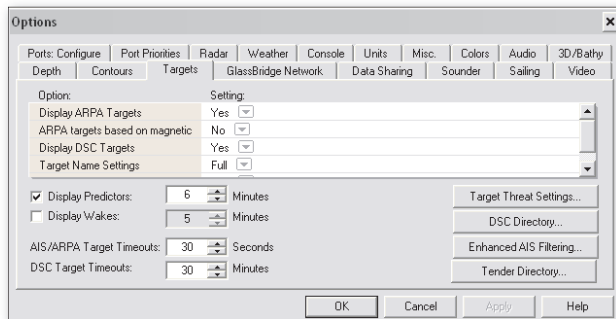 Options
Ports: Configure Port Priorities Radar Weather Console Units Misc. Colors Audio 3D/Bathy
Depth Contours Targets GlassBridge Network Data Sharing Sounder Sailing Video
Option: Setting:
Display ARPA Targets Yes
ARPA targets based on magnetic No
Display DSC Targets Yes
Target Name Settings Full
Display Predictors: 6 Minutes Target Threat Settings...
Display Wakes: 5 Minutes DSC Directory...
AIS/ARPA Target Timeouts: 30 Seconds Enhanced AIS Filtering...
DSC Target Timeouts: 30 Minutes Tender Directory...
OK Cancel Apply Help